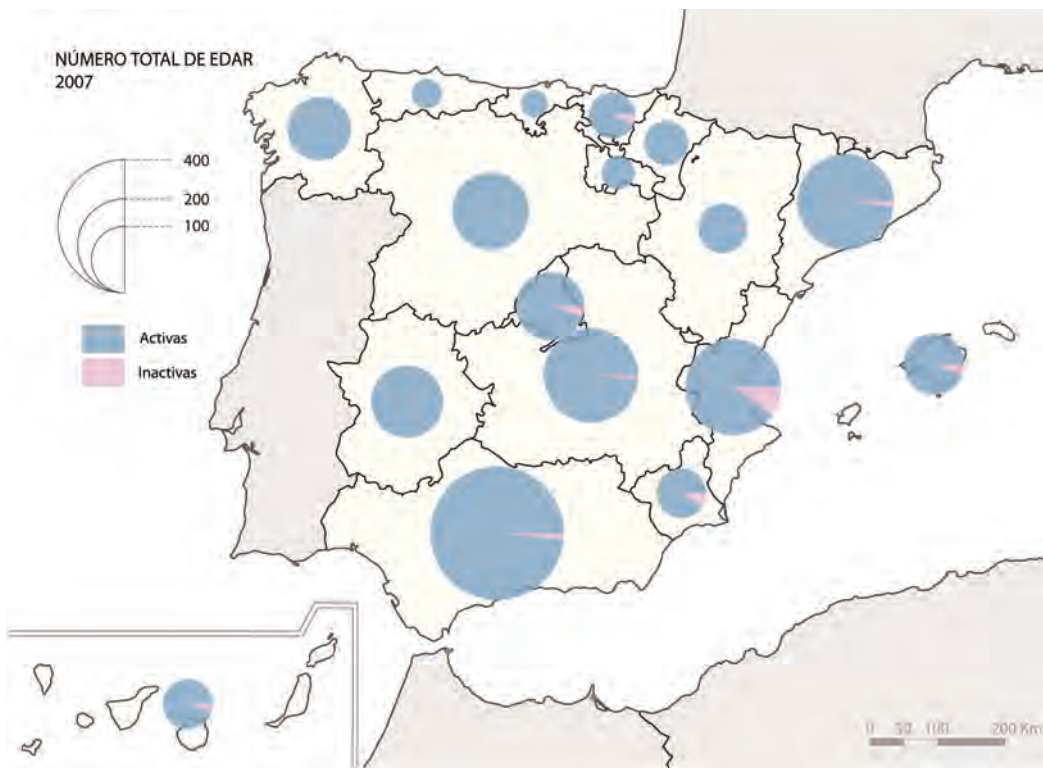 NÚMERO TOTAL DE EDAR
2007
400
200
100
Activas
Inactivas
0 50 100 200 Km